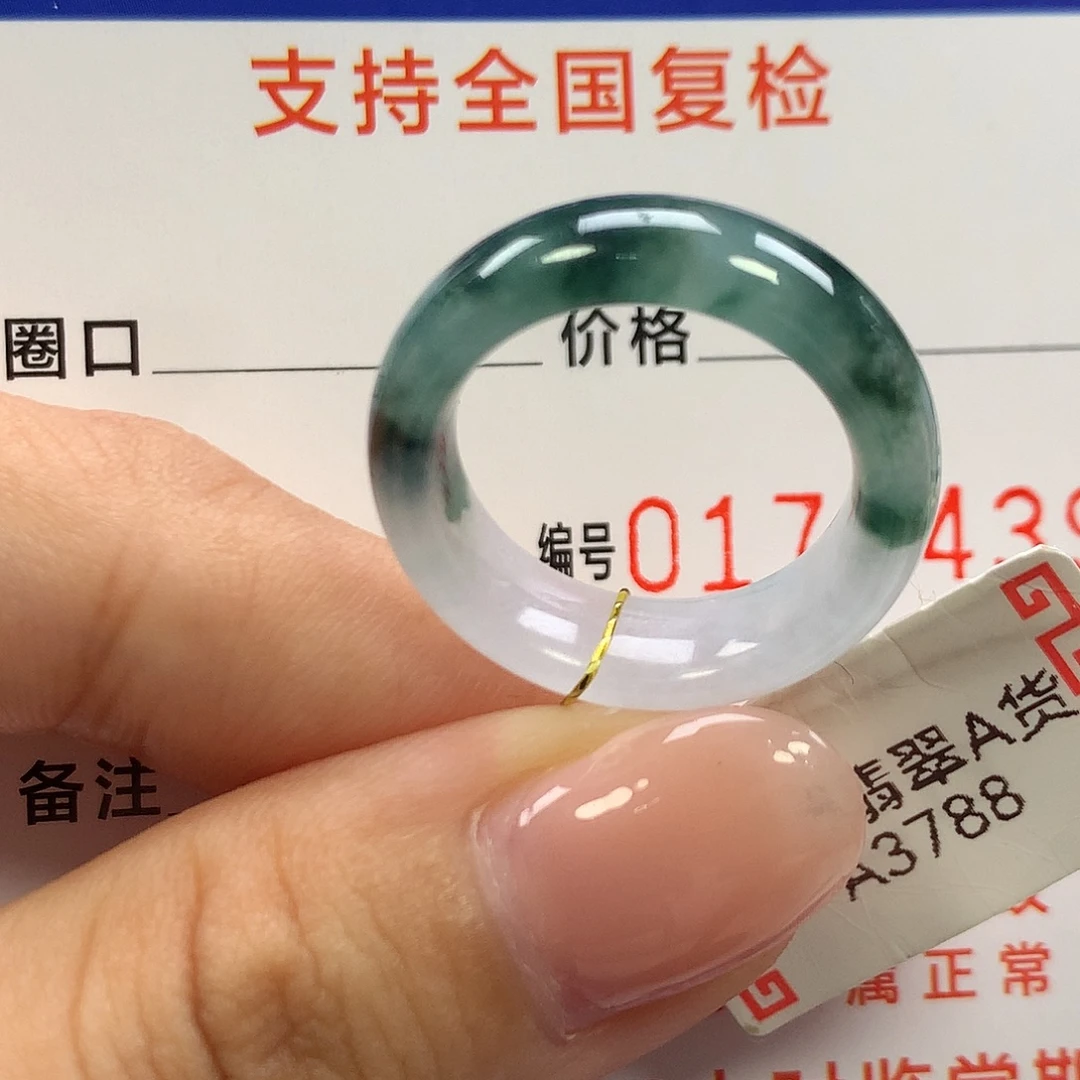 支持全国复检
圈口
价格
编号 017 439
备注
翡翠A货
A3788
属正常